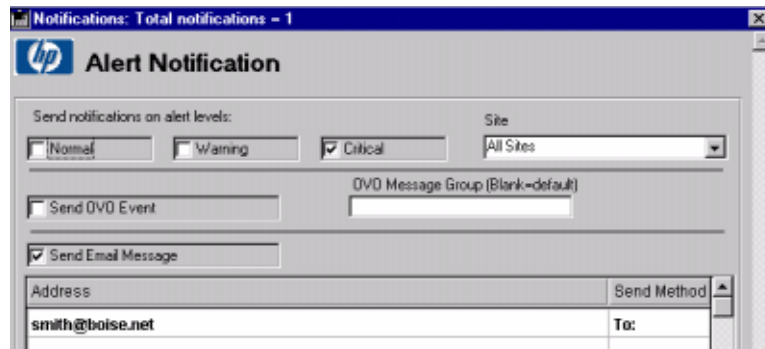 Notifications: Total notifications - 1
hp
Alert Notification
Send notifications on alert levels:
Site
Normal
Warning
Critical
All Sites
OVO Message Group (Blank=default)
Send OVO Event
Send Email Message
Address
Send Method
smith@boise.net
To: